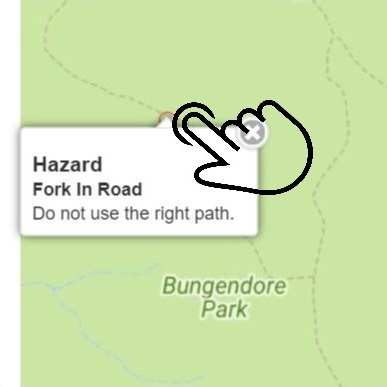 Hazard
Fork In Road
Do not use the right path.
Bungendore
Park